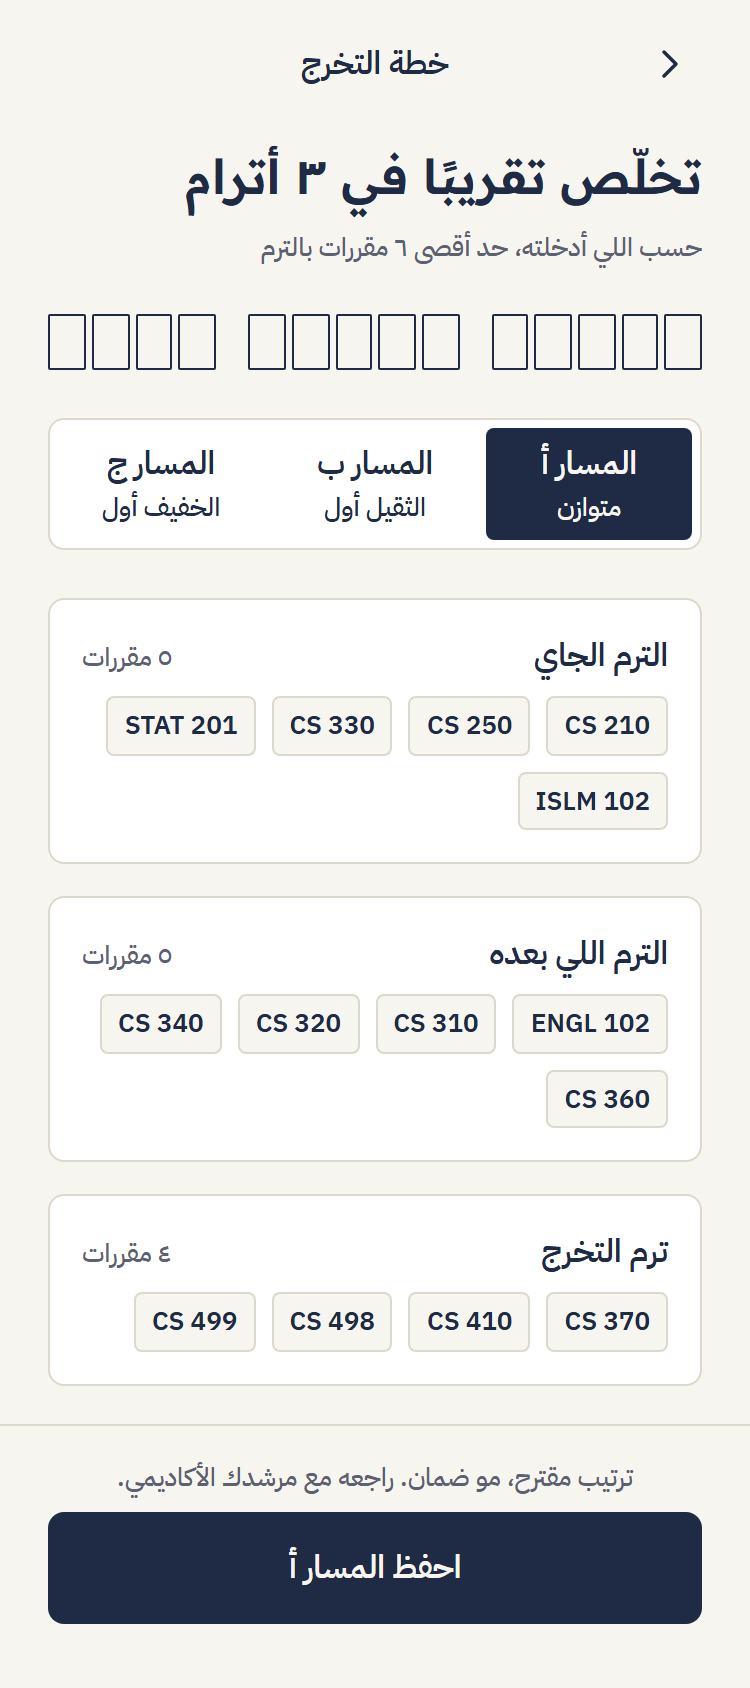 خطة التخرج
تخلّص تقريبًا في ٣ أترام
حسب اللي أدخلته، حد أقصى ٦ مقررات بالترم
المسار أ
متوازن
المسار ب
الثقيل أول
المسار ج
الخفيف أول
الترم الجاي
٥ مقررات
CS 210
CS 250
CS 330
STAT 201
ISLM 102
الترم اللي بعده
٥ مقررات
ENGL 102
CS 310
CS 320
CS 340
CS 360
ترم التخرج
٤ مقررات
CS 370
CS 410
CS 498
CS 499
ترتيب مقترح، مو ضمان. راجعه مع مرشدك الأكاديمي.
احفظ المسار أ